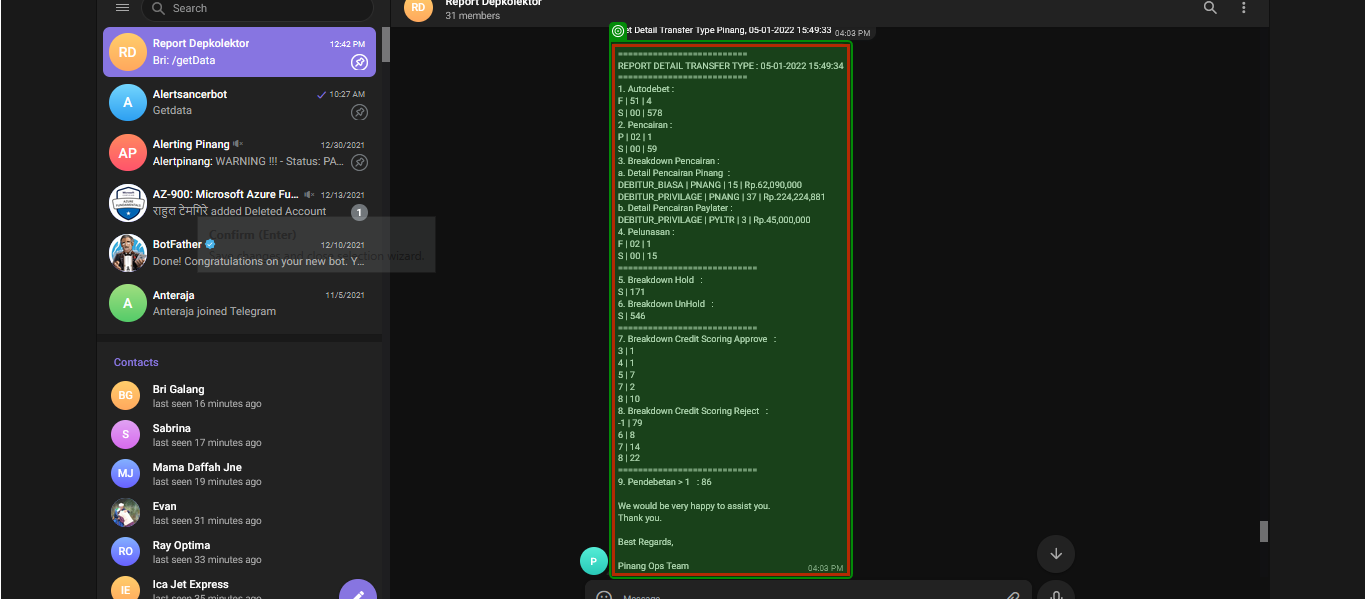 Search
Report Depkolektor
12:42 PM
Bri: /getData
A
Alertsancerbot
10:27 AM
Getdata
AP
Alerting Pinang
12/30/2021
Alertpinang: WARNING !!! - Status: PA...
AZ-900: Microsoft Azure Fu...
12/13/2021
राहुल टेमगिरे added Deleted Account
1
Confirm (Enter)
wizard.
BotFather
12/10/2021
Done! Congratulations on your new bot. Y...
A
Anteraja
11/5/2021
Anteraja joined Telegram
RD
Contacts
BG
Bri Galang
last seen 16 minutes ago
S
Sabrina
last seen 17 minutes ago
MJ
Mama Daffah Jne
last seen 19 minutes ago
Evan
last seen 31 minutes ago
RO
Ray Optima
last seen 33 minutes ago
IE
Ica Jet Express
last seen 35 minutes ago
RD
Report Depkolektor
31 members
et Detail Transfer Type Pinang, 05-01-2022 15:49:33
04:03 PM
==========================
REPORT DETAIL TRANSFER TYPE : 05-01-2022 15:49:34
==========================
1. Autodebet :
F | 51 | 4
S | 00 | 578
2. Pencairan :
P | 02 | 1
S | 00 | 59
3. Breakdown Pencairan :
a. Detail Pencairan Pinang :
DEBITUR_BIASA | PNANG | 15 | Rp.62,090,000
DEBITUR_PRIVILAGE | PNANG | 37 | Rp.224,224,881
b. Detail Pencairan Paylater :
DEBITUR_PRIVILAGE | PYLTR | 3 | Rp.45,000,000
4. Pelunasan :
F | 02 | 1
S | 00 | 15
============================
5. Breakdown Hold :
S | 171
6. Breakdown UnHold :
S | 546
============================
7. Breakdown Credit Scoring Approve :
3 | 1
4 | 1
5 | 7
7 | 2
8 | 10
8. Breakdown Credit Scoring Reject :
-1 | 79
6 | 8
7 | 14
8 | 22
============================
9. Pendebetan > 1 : 86
We would be very happy to assist you.
Thank you.
Best Regards,
Pinang Ops Team
04:03 PM
P
Message